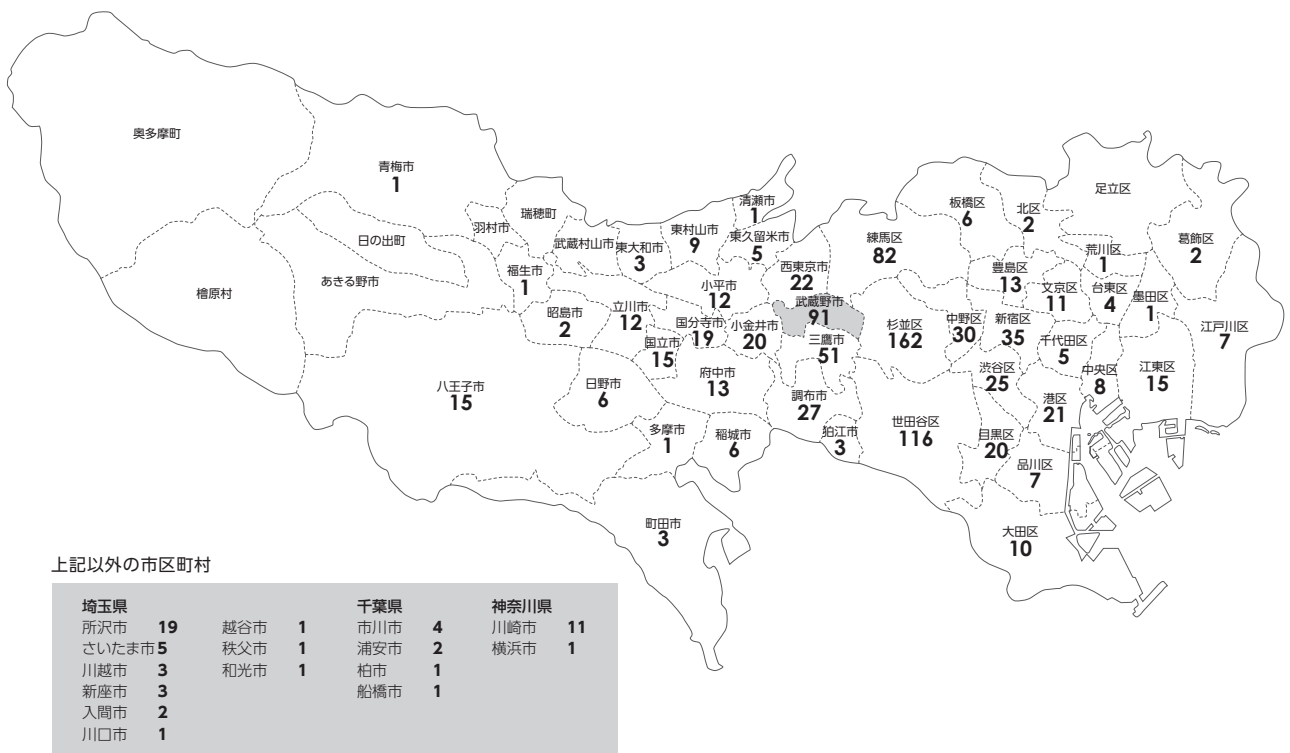 奥多摩町
青梅市
1
日の出町
檜原村
あきる野市
羽村市
瑞穂町
福生市
1
武蔵村山市
東大和市
3
東村山市
9
清瀬市
1
東久留米市
5
西東京市
22
小平市
12
武蔵野市
91
昭島市
2
立川市
12
国立市
15
国分寺市
19
小金井市
20
三鷹市
51
八王子市
15
日野市
6
府中市
13
調布市
27
狛江市
3
多摩市
1
稲城市
6
町田市
3
練馬区
82
板橋区
6
北区
2
足立区
葛飾区
2
荒川区
1
豊島区
13
文京区
11
台東区
4
墨田区
1
江戸川区
7
杉並区
162
中野区
30
新宿区
35
千代田区
5
渋谷区
25
中央区
8
江東区
15
港区
21
世田谷区
116
目黒区
20
品川区
7
大田区
10
上記以外の市区町村
埼玉県
所沢市 19
さいたま市 5
川越市 3
新座市 3
入間市 2
川口市 1
越谷市 1
秩父市 1
和光市 1
千葉県
市川市 4
浦安市 2
柏市 1
船橋市 1
神奈川県
川崎市 11
横浜市 1